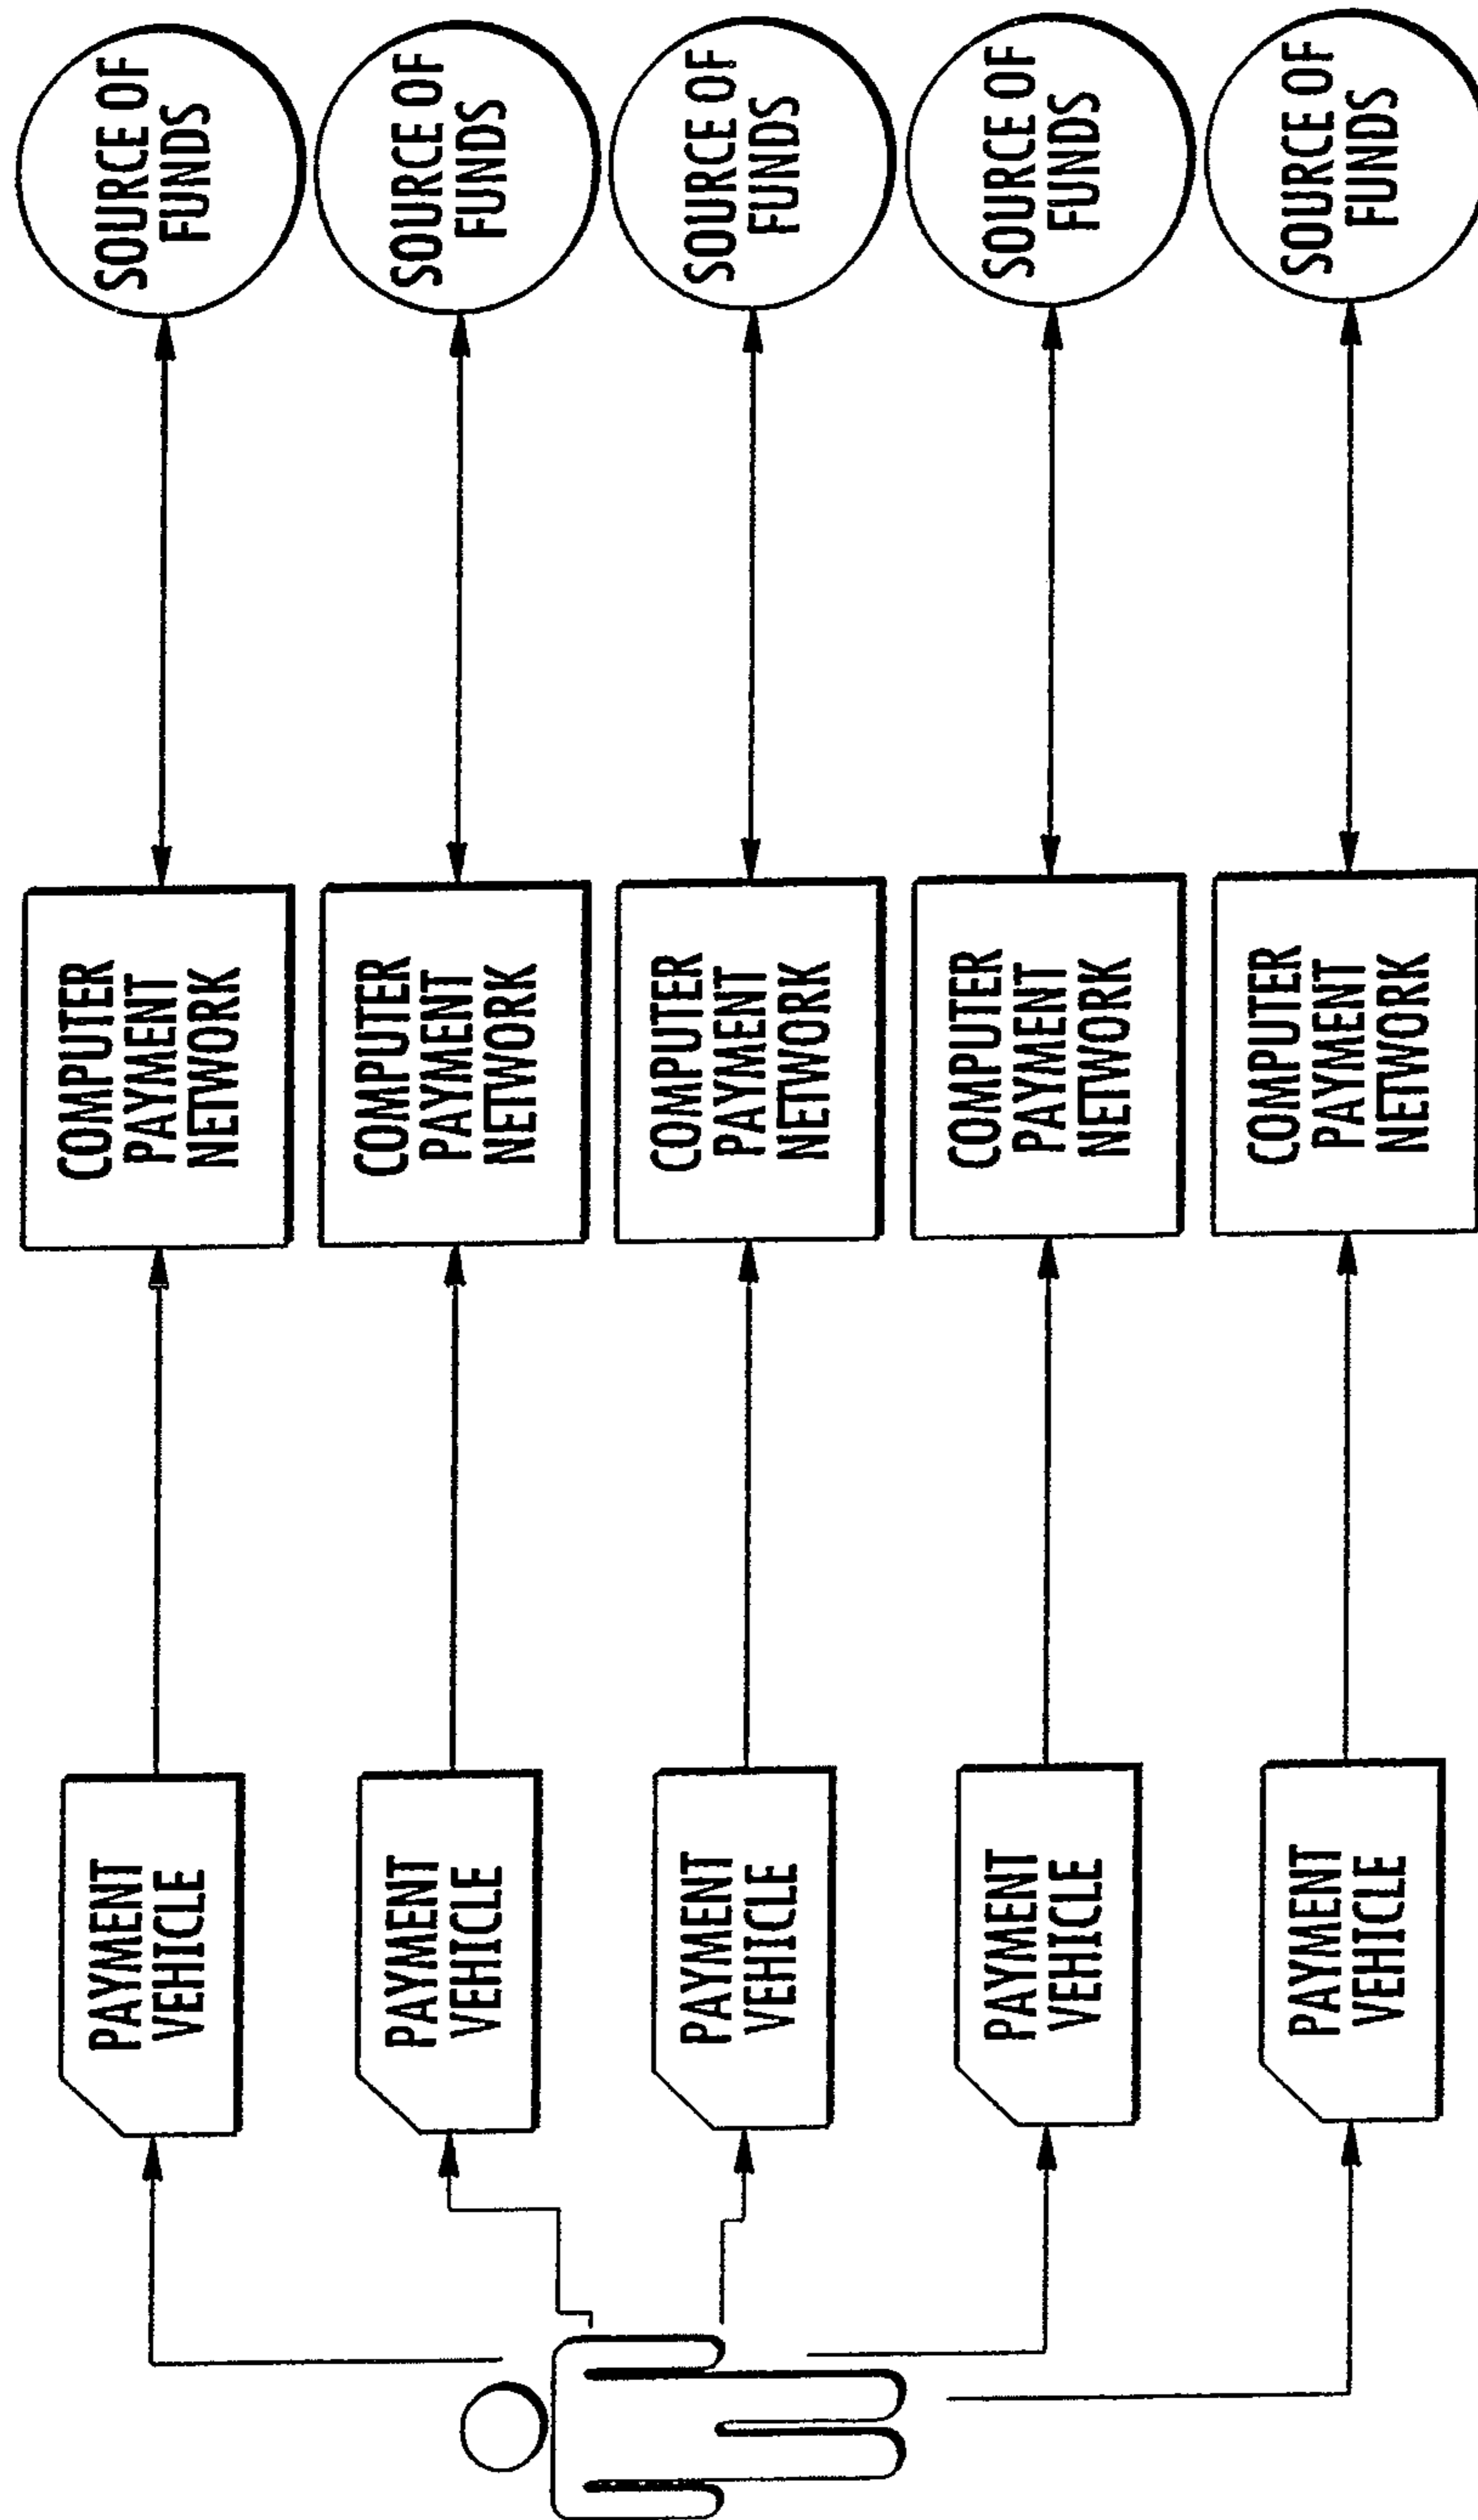 SOURCE OF
FUNDS
SOURCE OF
FUNDS
SOURCE OF
FUNDS
SOURCE OF
FUNDS
SOURCE OF
FUNDS
COMPUTER
PAYMENT
NETWORK
COMPUTER
PAYMENT
NETWORK
COMPUTER
PAYMENT
NETWORK
COMPUTER
PAYMENT
NETWORK
COMPUTER
PAYMENT
NETWORK
PAYMENT
VEHICLE
PAYMENT
VEHICLE
PAYMENT
VEHICLE
PAYMENT
VEHICLE
PAYMENT
VEHICLE